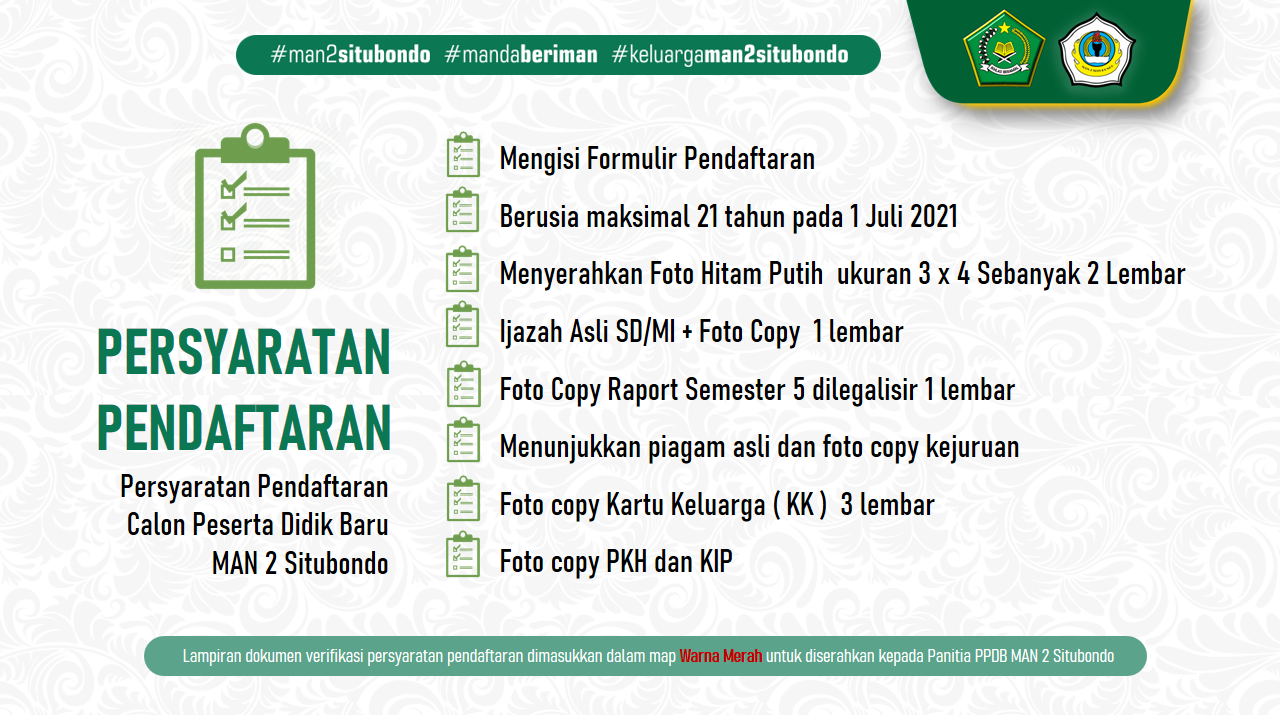 #man2situbondo #mandaberiman #keluargaman2situbondo
PERSYARATAN
PENDAFTARAN
Persyaratan Pendaftaran
Calon Peserta Didik Baru
MAN 2 Situbondo
Mengisi Formulir Pendaftaran
Berusia maksimal 21 tahun pada 1 Juli 2021
Menyerahkan Foto Hitam Putih ukuran 3 x 4 Sebanyak 2 Lembar
Ijazah Asli SD/MI + Foto Copy 1 lembar
Foto Copy Raport Semester 5 dilegalisir 1 lembar
Menunjukkan piagam asli dan foto copy kejuruan
Foto copy Kartu Keluarga ( KK ) 3 lembar
Foto copy PKH dan KIP
Lampiran dokumen verifikasi persyaratan pendaftaran dimasukkan dalam map Warna Merah untuk diserahkan kepada Panitia PPDB MAN 2 Situbondo